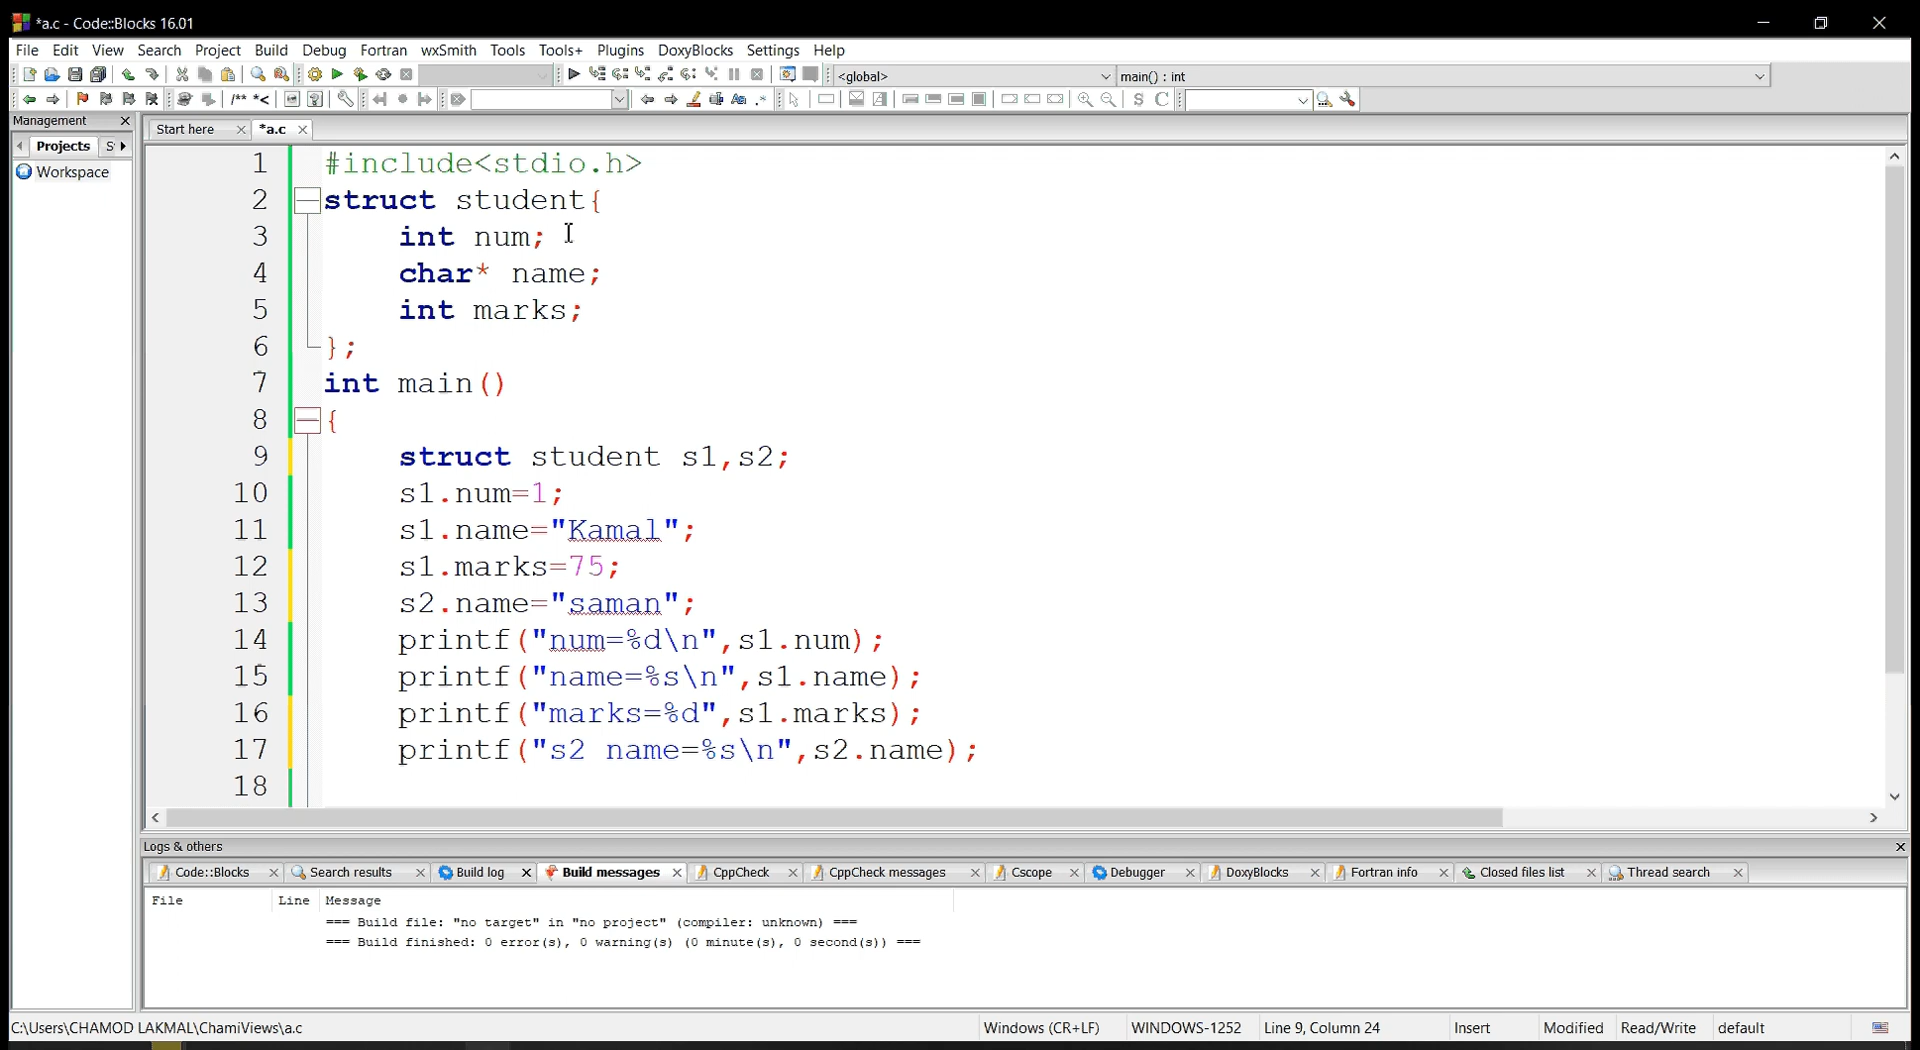 *a.c - Code::Blocks 16.01
File Edit View Search Project Build Debug Fortran wxSmith Tools Tools+ Plugins DoxyBlocks Settings Help
<global> main() : int
/** *<
Management
Start here *a.c
Projects S
Workspace
1 #include<stdio.h>
2 struct student{
3 int num;
4 char* name;
5 int marks;
6 };
7 int main()
8 {
9 struct student s1,s2;
10 s1.num=1;
11 s1.name="Kamal";
12 s1.marks=75;
13 s2.name="saman";
14 printf("num=%d\n",s1.num);
15 printf("name=%s\n",s1.name);
16 printf("marks=%d",s1.marks);
17 printf("s2 name=%s\n",s2.name);
18
Logs & others
Code::Blocks Search results Build log Build messages CppCheck CppCheck messages Cscope Debugger DoxyBlocks Fortran info Closed files list Thread search
File Line Message
=== Build file: "no target" in "no project" (compiler: unknown) ===
=== Build finished: 0 error(s), 0 warning(s) (0 minute(s), 0 second(s)) ===
C:\Users\CHAMOD LAKMAL\ChamiViews\a.c Windows (CR+LF) WINDOWS-1252 Line 9, Column 24 Insert Modified Read/Write default